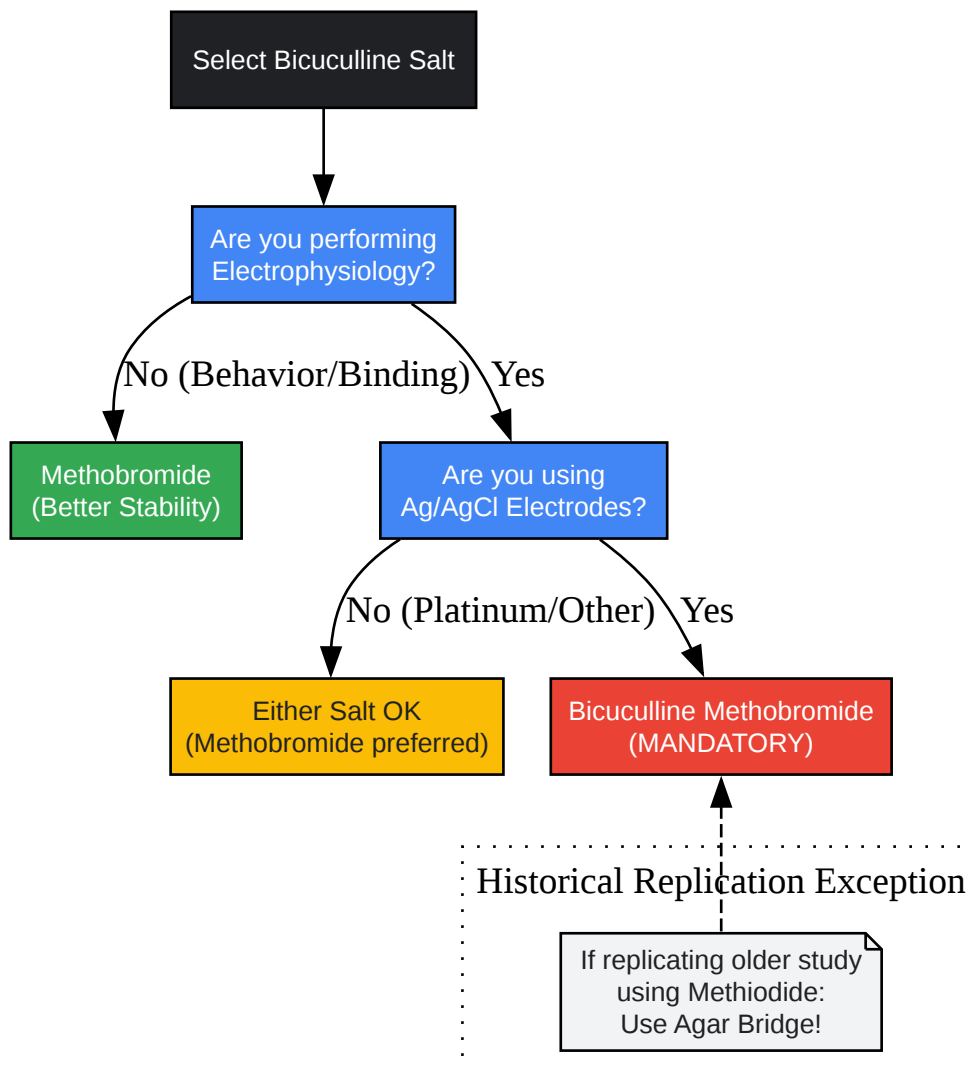 Select Bicuculline Salt
Are you performing
Electrophysiology?
No (Behavior/Binding)
Yes
Methobromide
(Better Stability)
Are you using
Ag/AgCl Electrodes?
No (Platinum/Other)
Yes
Either Salt OK
(Methobromide preferred)
Bicuculline Methobromide
(MANDATORY)
Historical Replication Exception
If replicating older study
using Methiodide:
Use Agar Bridge!